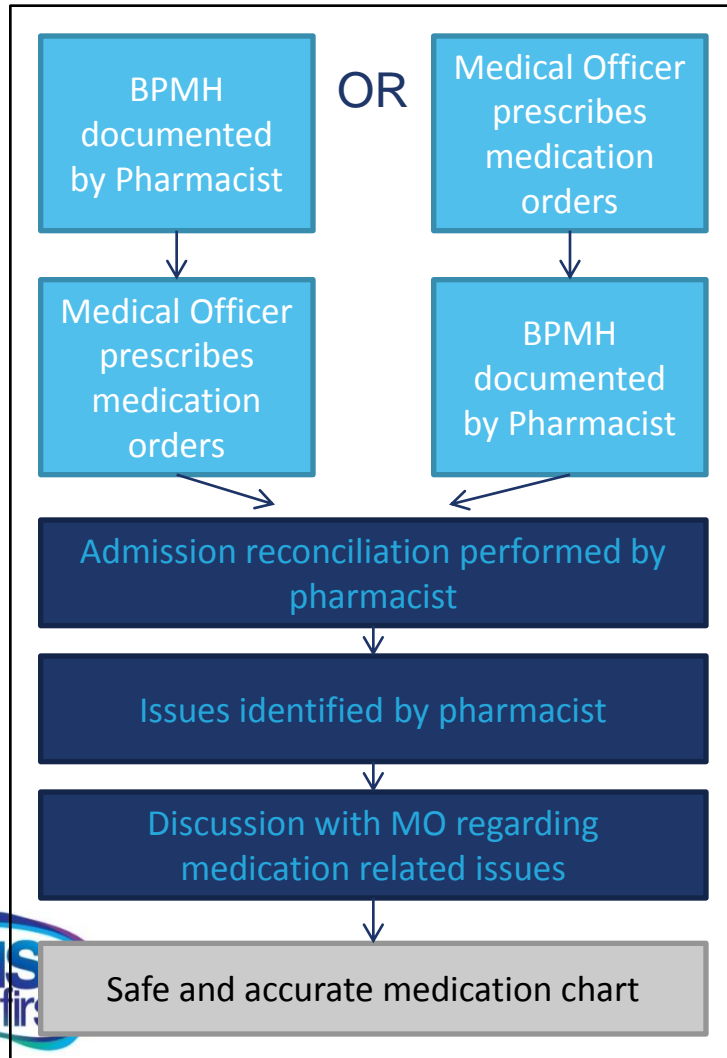 BPMH
documented
by Pharmacist
OR
Medical Officer
prescribes
medication
orders
Medical Officer
prescribes
medication
orders
BPMH
documented
by Pharmacist
Admission reconciliation performed by
pharmacist
Issues identified by pharmacist
Discussion with MO regarding
medication related issues
Safe and accurate medication chart